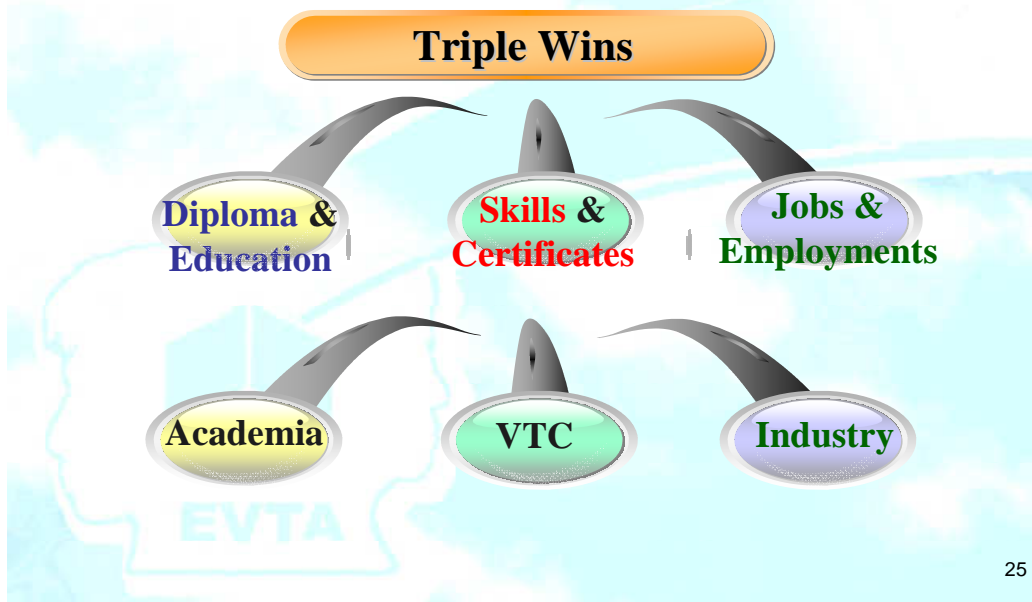 Triple Wins
Diploma &
Education
Skills &
Certificates
Jobs &
Employments
Academia
VTC
Industry
EVTA
25